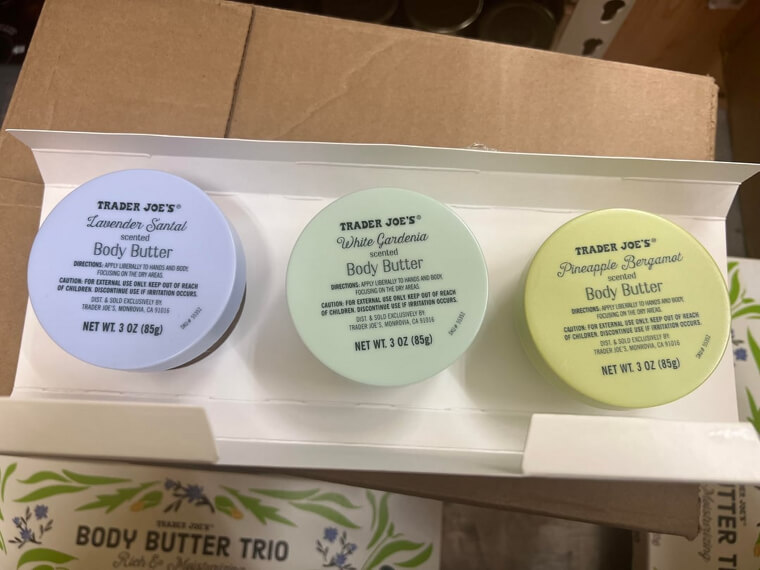 TRADER JOE'S®
Lavender Santal
scented
Body Butter
DIRECTIONS: APPLY LIBERALLY TO HANDS AND BODY,
FOCUSING ON THE DRY AREAS.
CAUTION: FOR EXTERNAL USE ONLY. KEEP OUT OF REACH
OF CHILDREN. DISCONTINUE USE IF IRRITATION OCCURS.
DIST. & SOLD EXCLUSIVELY BY:
TRADER JOE'S, MONROVIA, CA 91016
NET WT. 3 OZ (85g)
TRADER JOE'S®
White Gardenia
scented
Body Butter
DIRECTIONS: APPLY LIBERALLY TO HANDS AND BODY,
FOCUSING ON THE DRY AREAS.
CAUTION: FOR EXTERNAL USE ONLY KEEP OUT OF REACH
OF CHILDREN. DISCONTINUE USE IF IRRITATION OCCURS.
DIST. & SOLD EXCLUSIVELY BY:
TRADER JOE'S, MONROVIA, CA 91016
NET WT. 3 OZ (85g)
TRADER JOE'S®
Pineapple Bergamot
scented
Body Butter
DIRECTIONS: APPLY LIBERALLY TO HANDS AND BODY,
FOCUSING ON THE DRY AREAS.
CAUTION: FOR EXTERNAL USE ONLY KEEP OUT OF REACH
OF CHILDREN. DISCONTINUE USE IF IRRITATION OCCURS.
DIST. & SOLD EXCLUSIVELY BY:
TRADER JOE'S, MONROVIA, CA 91016
NET WT. 3 OZ (85g)
TRADER JOE'S®
BODY BUTTER TRIO
Rich & Moisturizing
UTTER T
Moisturizing